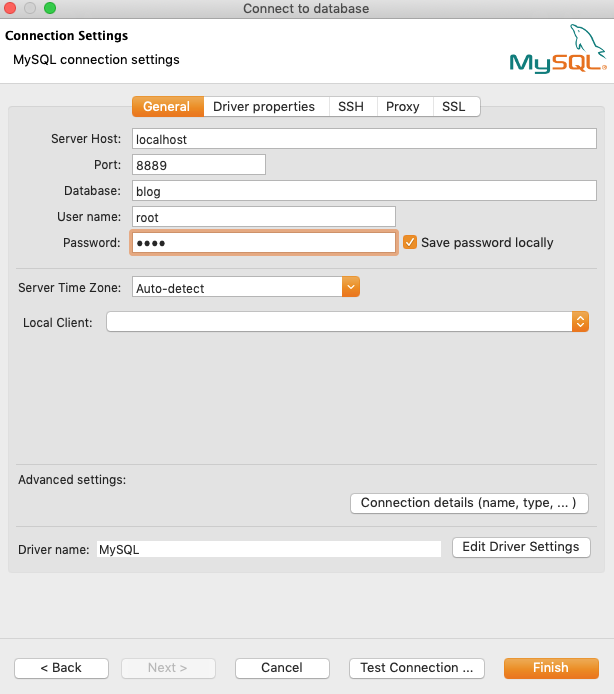 Connect to database
Connection Settings
MySQL connection settings
MySQL®
General Driver properties SSH Proxy SSL
Server Host: localhost
Port: 8889
Database: blog
User name: root
Password: •••• Save password locally
Server Time Zone: Auto-detect
Local Client:
Advanced settings:
Connection details (name, type, ... )
Driver name: MySQL Edit Driver Settings
< Back Next > Cancel Test Connection ... Finish